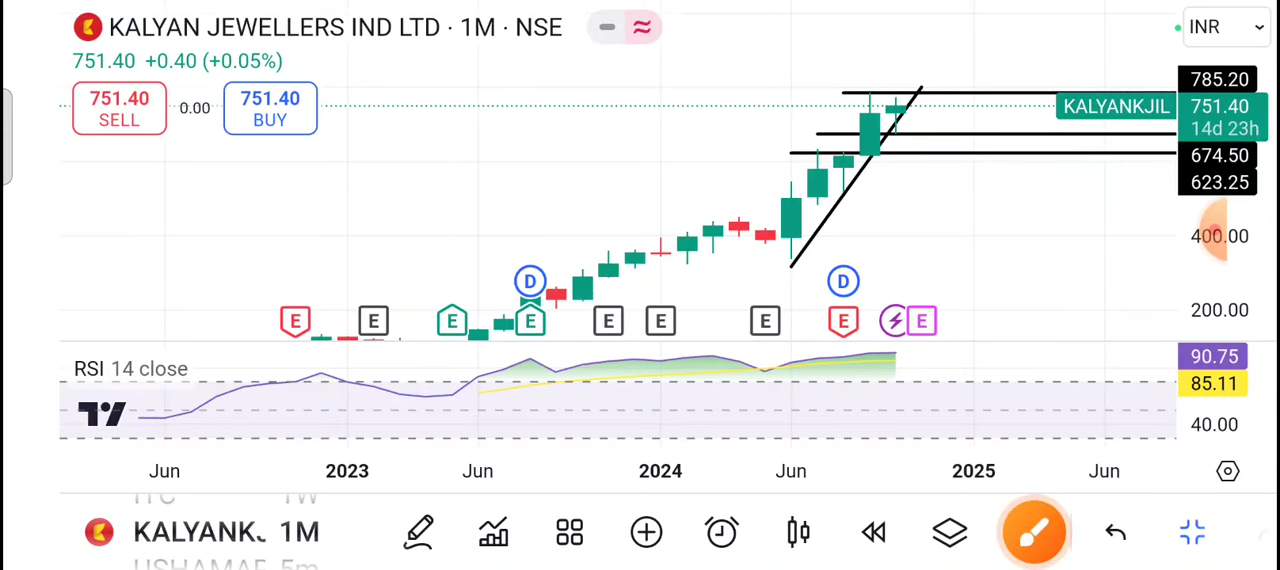 KALYAN JEWELLERS IND LTD · 1M · NSE
INR
751.40 +0.40 (+0.05%)
751.40
SELL
0.00
751.40
BUY
785.20
KALYANKJIL
751.40
14d 23h
674.50
623.25
400.00
200.00
D
D
E
E
E
E
E
E
E
E
E
RSI 14 close
90.75
85.11
40.00
Jun
2023
Jun
2024
Jun
2025
Jun
KALYANK
1M